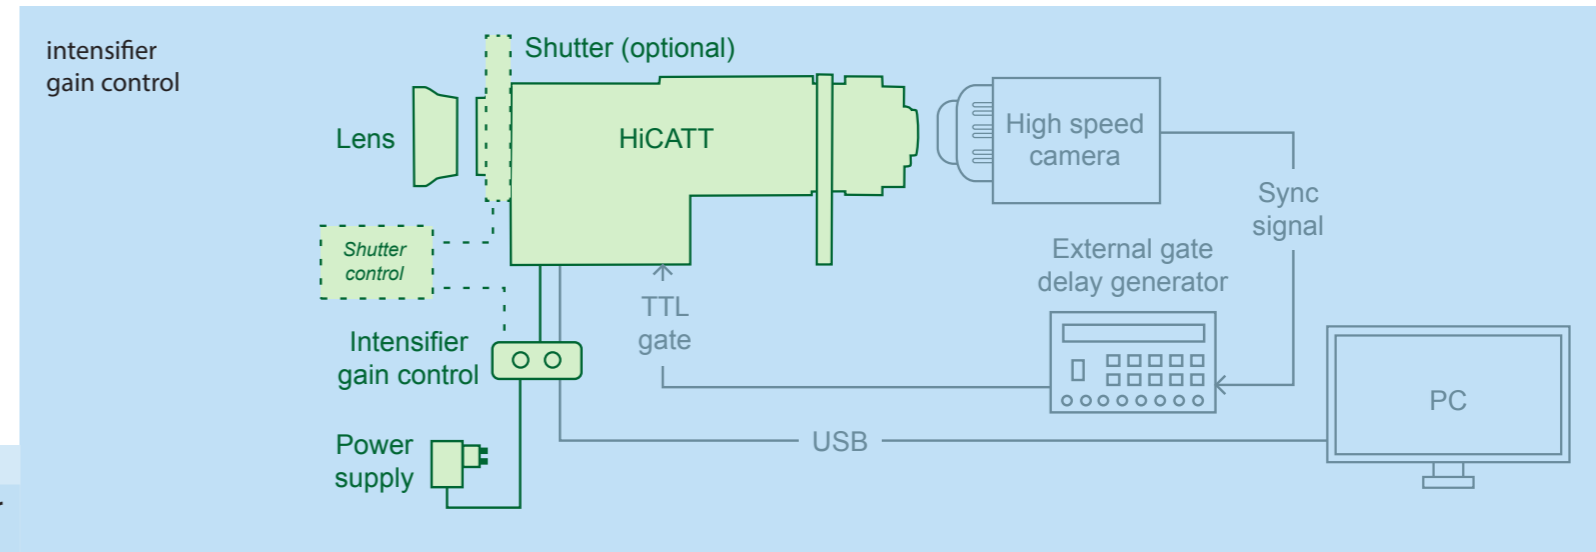 intensifier
gain control
Shutter (optional)
Lens
HiCATT
High speed
camera
Sync
signal
Shutter
control
External gate
delay generator
TTL
gate
Intensifier
gain control
PC
USB
Power
supply